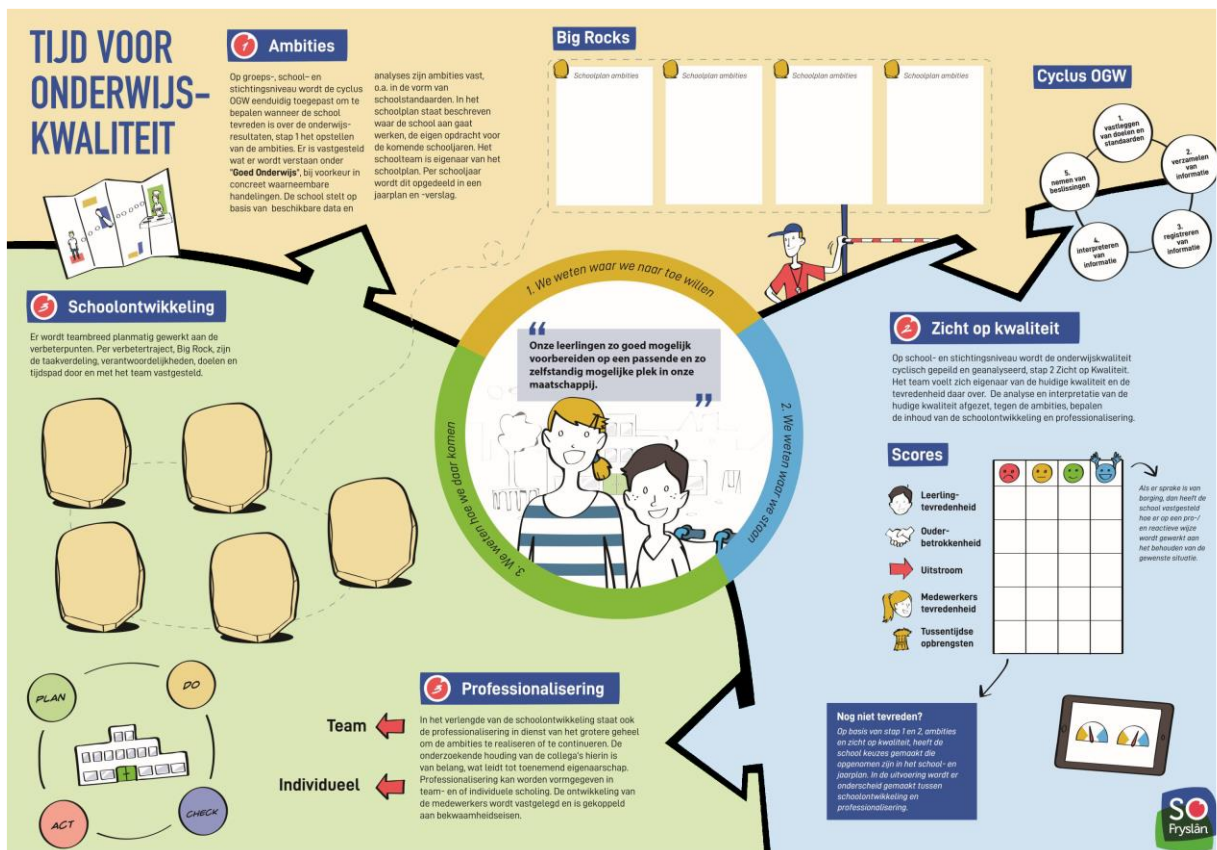 TIJD VOOR
ONDERWIJS-
KWALITEIT
1 Ambities
Op groeps-, school- en
stichtingsniveau wordt de cyclus
OGW eenduidig toegepast om te
bepalen wanneer de school
tevreden is over de onderwijs-
resultaten, stap 1 het opstellen
van de ambities. Er is vastgesteld
wat er wordt verstaan onder
"Goed Onderwijs", bij voorkeur in
concreet waarneembare
handelingen. De school stelt op
basis van beschikbare data en
analyses zijn ambities vast,
o.a. in de vorm van
schoolstandaarden. In het
schoolplan staat beschreven
waar de school aan gaat
werken, de eigen opdracht voor
de komende schooljaren. Het
schoolteam is eigenaar van het
schoolplan. Per schooljaar
wordt dit opgedeeld in een
jaarplan en -verslag.
Big Rocks
Schoolplan ambities
Schoolplan ambities
Schoolplan ambities
Schoolplan ambities
Cyclus OGW
1.
vastleggen
van doelen en
standaarden
2.
verzamelen
van
informatie
3.
registreren
van
informatie
4.
interpreteren
van
informatie
5.
nemen van
beslissingen
1. We weten waar we naar toe willen
2. We weten waar we staan
3. We weten hoe we daar komen
“
Onze leerlingen zo goed mogelijk
voorbereiden op een passende en zo
zelfstandig mogelijke plek in onze
maatschappij.
”
3 Schoolontwikkeling
Er wordt teambreed planmatig gewerkt aan de
verbeterpunten. Per verbetertraject, Big Rock, zijn
de taakverdeling, verantwoordelijkheden, doelen en
tijdspad door en met het team vastgesteld.
2 Zicht op kwaliteit
Op school- en stichtingsniveau wordt de onderwijskwaliteit
cyclisch gepeild en geanalyseerd, stap 2 Zicht op Kwaliteit.
Het team voelt zich eigenaar van de huidige kwaliteit en de
tevredenheid daar over. De analyse en interpretatie van de
hudige kwaliteit afgezet, tegen de ambities, bepalen
de inhoud van de schoolontwikkeling en professionalisering.
Scores
Leerling-
tevredenheid
Ouder-
betrokkenheid
Uitstroom
Medewerkers
tevredenheid
Tussentijdse
opbrengsten
Als er sprake is van
borging, dan heeft de
school vastgesteld
hoe er op een pro-/
en reactieve wijze
wordt gewerkt aan
het behouden van de
gewenste situatie.
PLAN
DO
ACT
CHECK
Team
Individueel
3 Professionalisering
In het verlengde van de schoolontwikkeling staat ook
de professionalisering in dienst van het grotere geheel
om de ambities te realiseren of te continueren. De
onderzoekende houding van de collega's hierin is
van belang, wat leidt tot toenemend eigenaarschap.
Professionalisering kan worden vormgegeven in
team- en of individuele scholing. De ontwikkeling van
de medewerkers wordt vastgelegd en is gekoppeld
aan bekwaamheidseisen.
Nog niet tevreden?
Op basis van stap 1 en 2, ambities
en zicht op kwaliteit, heeft de
school keuzes gemaakt die
opgenomen zijn in het school- en
jaarplan. In de uitvoering wordt er
onderscheid gemaakt tussen
schoolontwikkeling en
professionalisering.
SO
Fryslân